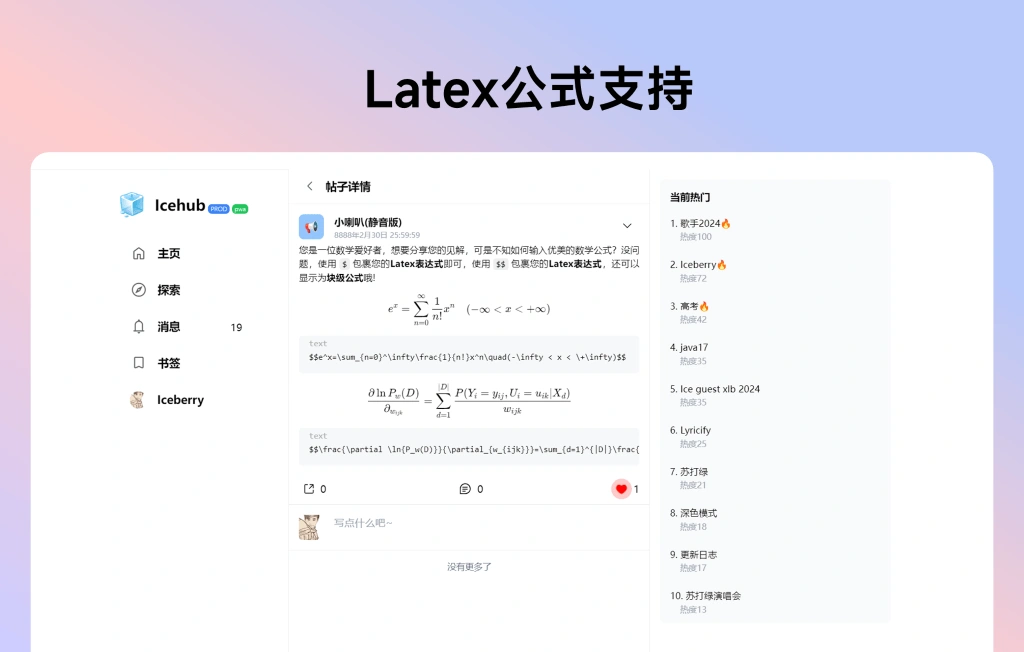 Latex公式支持
Icehub PROD pwa
主页
探索
消息 19
书签
Iceberry
帖子详情
小喇叭(静音版)
8888年2月30日 25:59:59
您是一位数学爱好者，想要分享您的见解，可是不知如何输入优美的数学公式？没问
题，使用 $ 包裹您的Latex表达式即可，使用 $$ 包裹您的Latex表达式，还可以
显示为块级公式哦!
e^x = \sum_{n=0}^{\infty} \frac{1}{n!} x^n (-\infty < x < +\infty)
text
$$e^x=\sum_{n=0}^\infty\frac{1}{n!}x^n\quad(-\infty < x < \+\infty)$$
\frac{\partial \ln P_w(D)}{\partial_{w_{ijk}}} = \sum_{d=1}^{|D|} \frac{P(Y_i = y_{ij}, U_i = u_{ik}|X_d)}{w_{ijk}}
text
$$\frac{\partial \ln{P_w(D)}}{\partial_{w_{ijk}}}=\sum_{d=1}^{|D|}\frac{
0 0 1
写点什么吧~
没有更多了
当前热门
1. 歌手2024🔥
热度100
2. Iceberry🔥
热度72
3. 高考🔥
热度42
4. java17
热度35
5. Ice guest xlb 2024
热度35
6. Lyricify
热度25
7. 苏打绿
热度21
8. 深色模式
热度18
9. 更新日志
热度17
10. 苏打绿演唱会
热度13